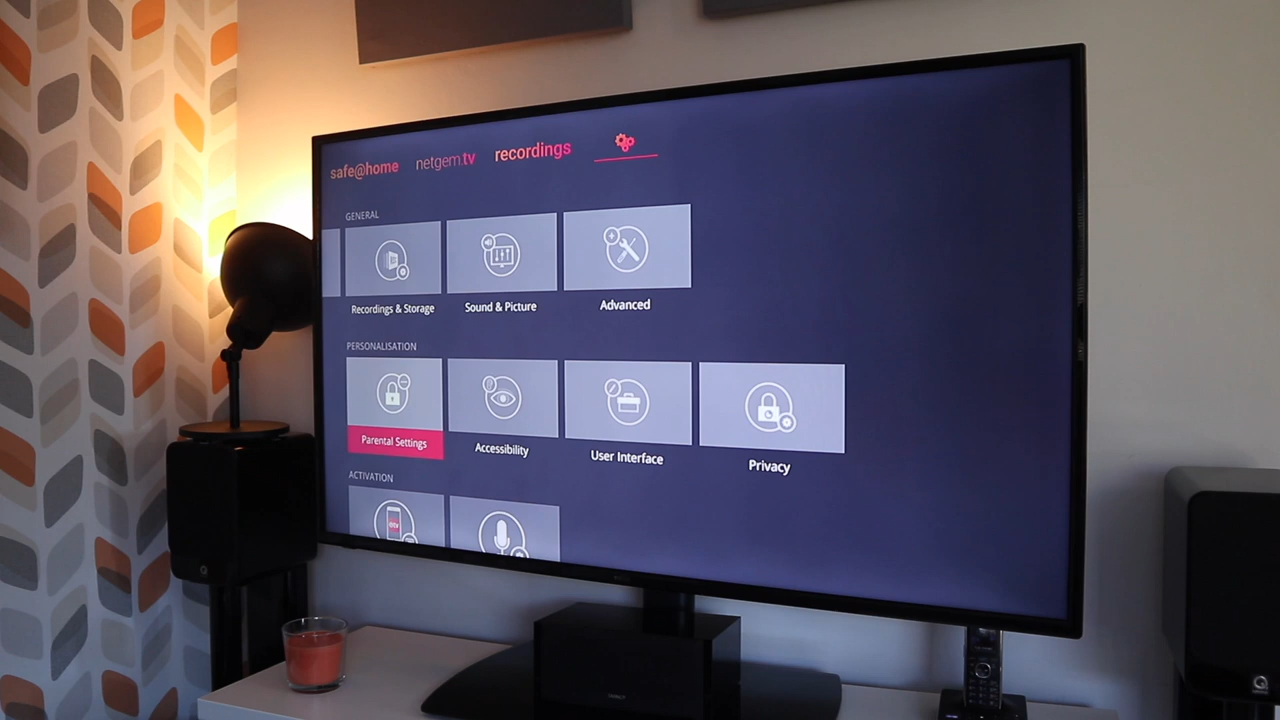 safe@home netgem.tv recordings
GENERAL
Recordings & Storage Sound & Picture Advanced
PERSONALISATION
Parental Settings Accessibility User Interface Privacy
ACTIVATION